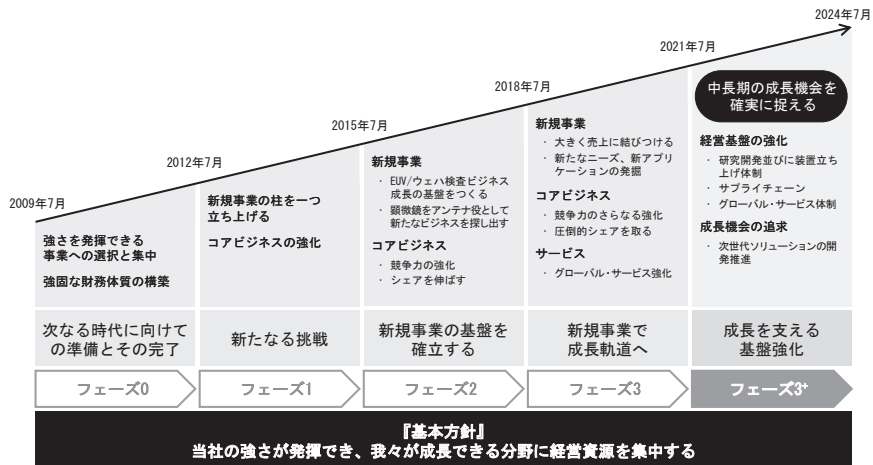 2009年7月
2012年7月
2015年7月
2018年7月
2021年7月
2024年7月
強さを発揮できる
事業への選択と集中
強固な財務体質の構築
新規事業の柱を一つ
立ち上げる
コアビジネスの強化
新規事業
・ EUV/ウェハ検査ビジネス
成長の基盤をつくる
・ 顕微鏡をアンテナ役として
新たなビジネスを探し出す
コアビジネス
・ 競争力の強化
・ シェアを伸ばす
新規事業
・ 大きく売上に結びつける
・ 新たなニーズ、新アプリ
ケーションの発掘
コアビジネス
・ 競争力のさらなる強化
・ 圧倒的シェアを取る
サービス
・ グローバル・サービス強化
中長期の成長機会を
確実に捉える
経営基盤の強化
・ 研究開発並びに装置立ち
上げ体制
・ サプライチェーン
・ グローバル・サービス体制
成長機会の追求
・ 次世代ソリューションの開
発推進
次なる時代に向けて
の準備とその完了
新たなる挑戦
新規事業の基盤を
確立する
新規事業で
成長軌道へ
成長を支える
基盤強化
フェーズ0
フェーズ1
フェーズ2
フェーズ3
フェーズ3⁺
『基本方針』
当社の強さが発揮でき、我々が成長できる分野に経営資源を集中する